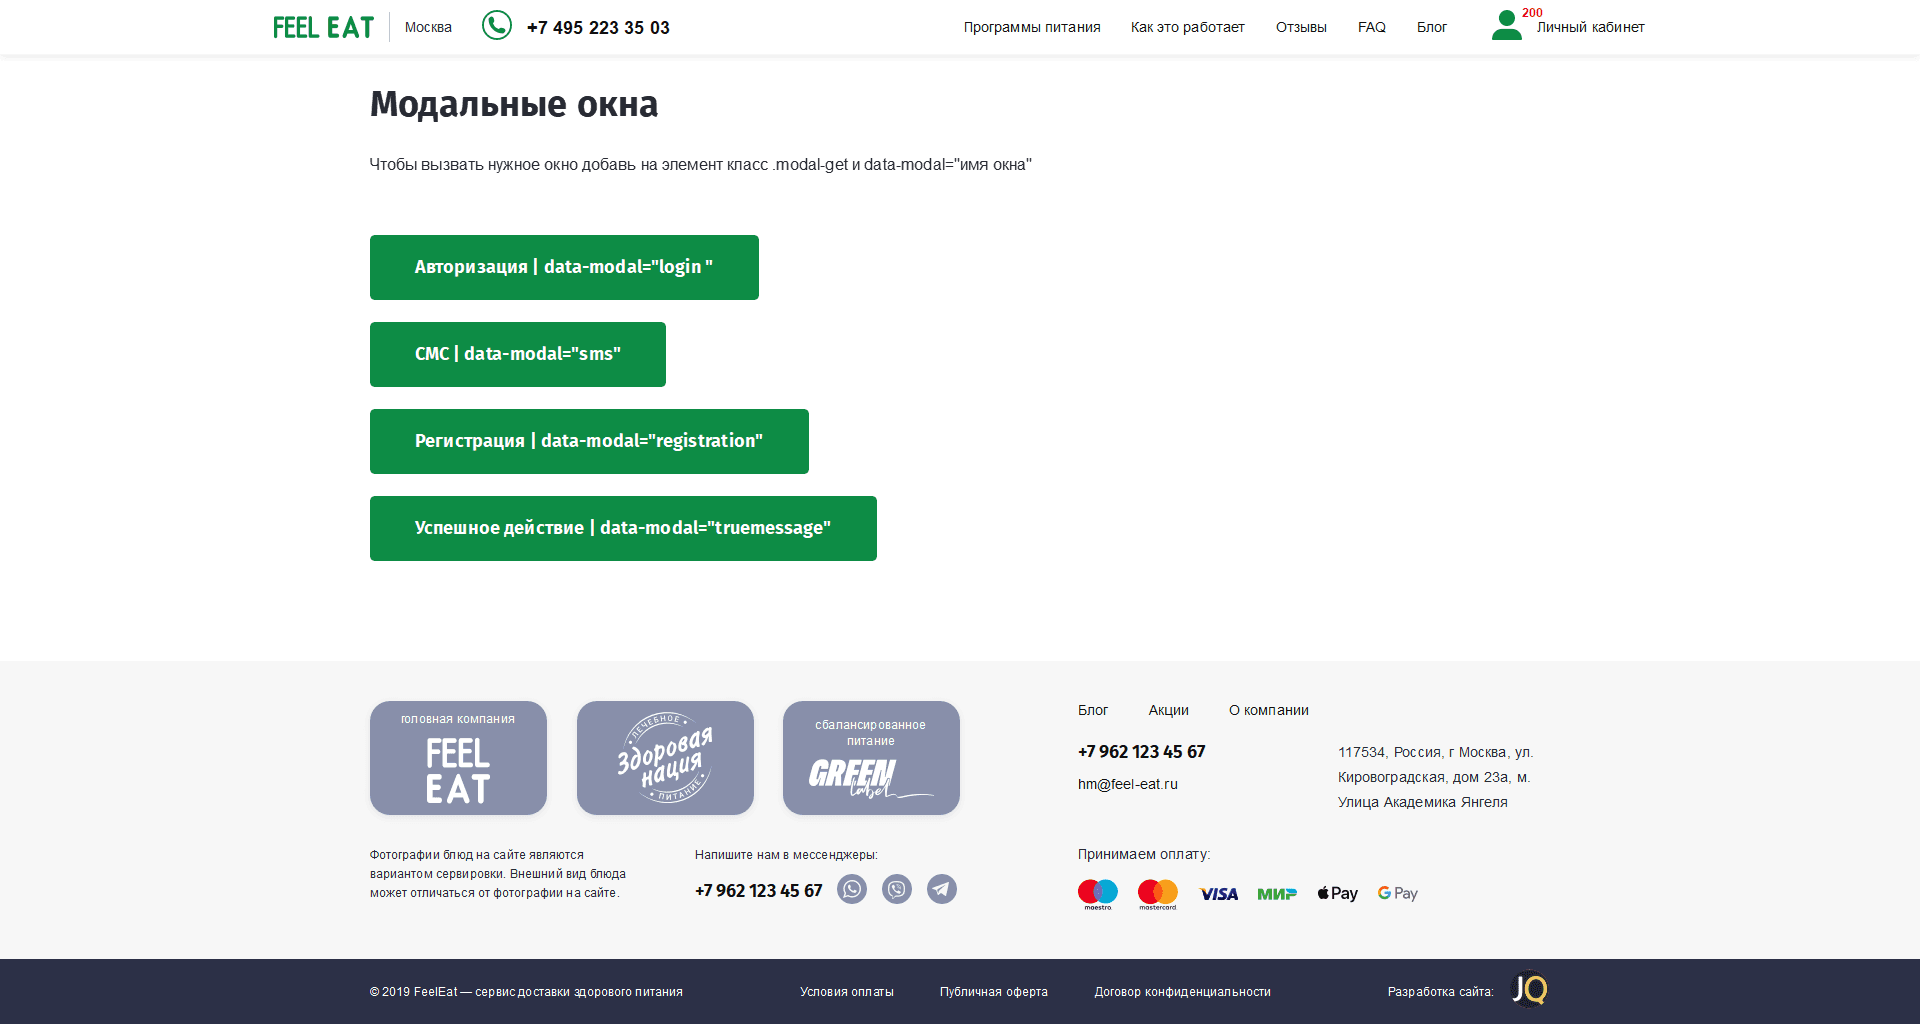 FEEL EAT
Москва
+7 495 223 35 03
Программы питания
Как это работает
Отзывы
FAQ
Блог
200
Личный кабинет
Модальные окна
Чтобы вызвать нужное окно добавь на элемент класс .modal-get и data-modal="имя окна"
Авторизация | data-modal="login "
СМС | data-modal="sms"
Регистрация | data-modal="registration"
Успешное действие | data-modal="truemessage"
головная компания
FEEL
EAT
ЛЕЧЕБНОЕ
Здоровая
нация
ПИТАНИЕ
сбалансированное
питание
GREEN
label
Блог
Акции
О компании
+7 962 123 45 67
hm@feel-eat.ru
117534, Россия, г Москва, ул.
Кировоградская, дом 23а, м.
Улица Академика Янгеля
Фотографии блюд на сайте являются
вариантом сервировки. Внешний вид блюда
может отличаться от фотографии на сайте.
Напишите нам в мессенджеры:
+7 962 123 45 67
Принимаем оплату:
maestro
mastercard
VISA
МИР
Pay
G Pay
© 2019 FeelEat — сервис доставки здорового питания
Условия оплаты
Публичная оферта
Договор конфиденциальности
Разработка сайта:
JQ